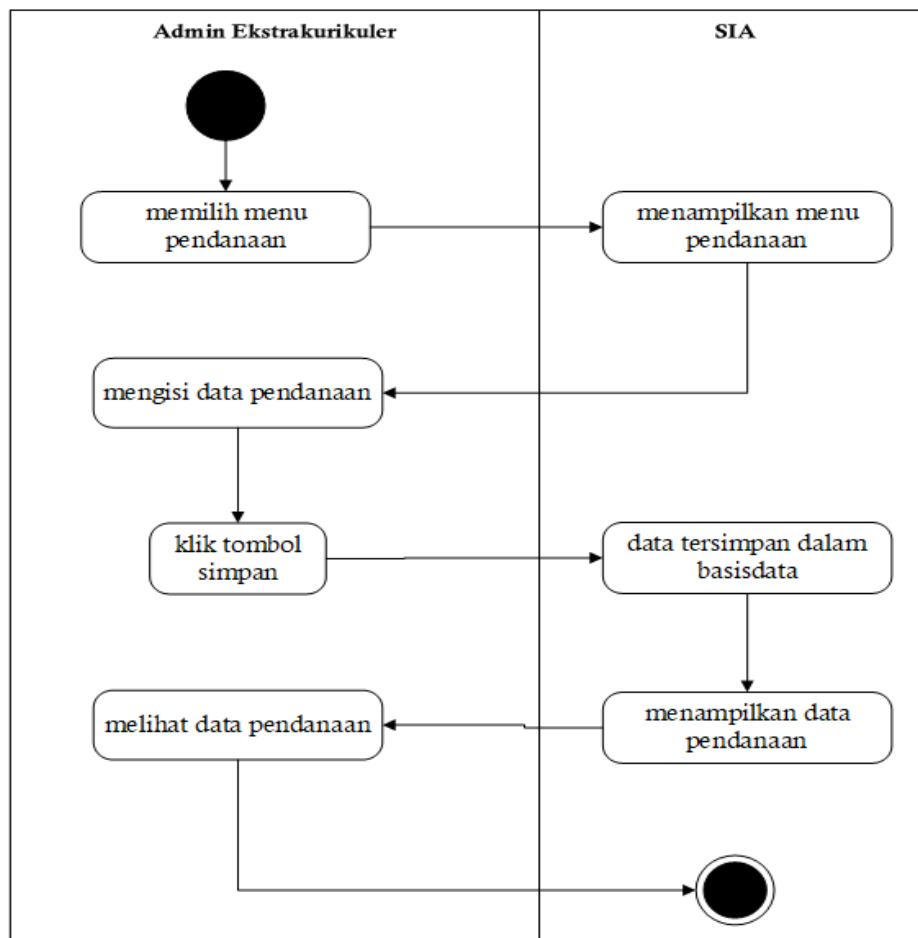 Admin Ekstrakurikuler
SIA
memilih menu
pendanaan
menampilkan menu
pendanaan
mengisi data pendanaan
klik tombol
simpan
data tersimpan dalam
basisdata
menampilkan data
pendanaan
melihat data pendanaan